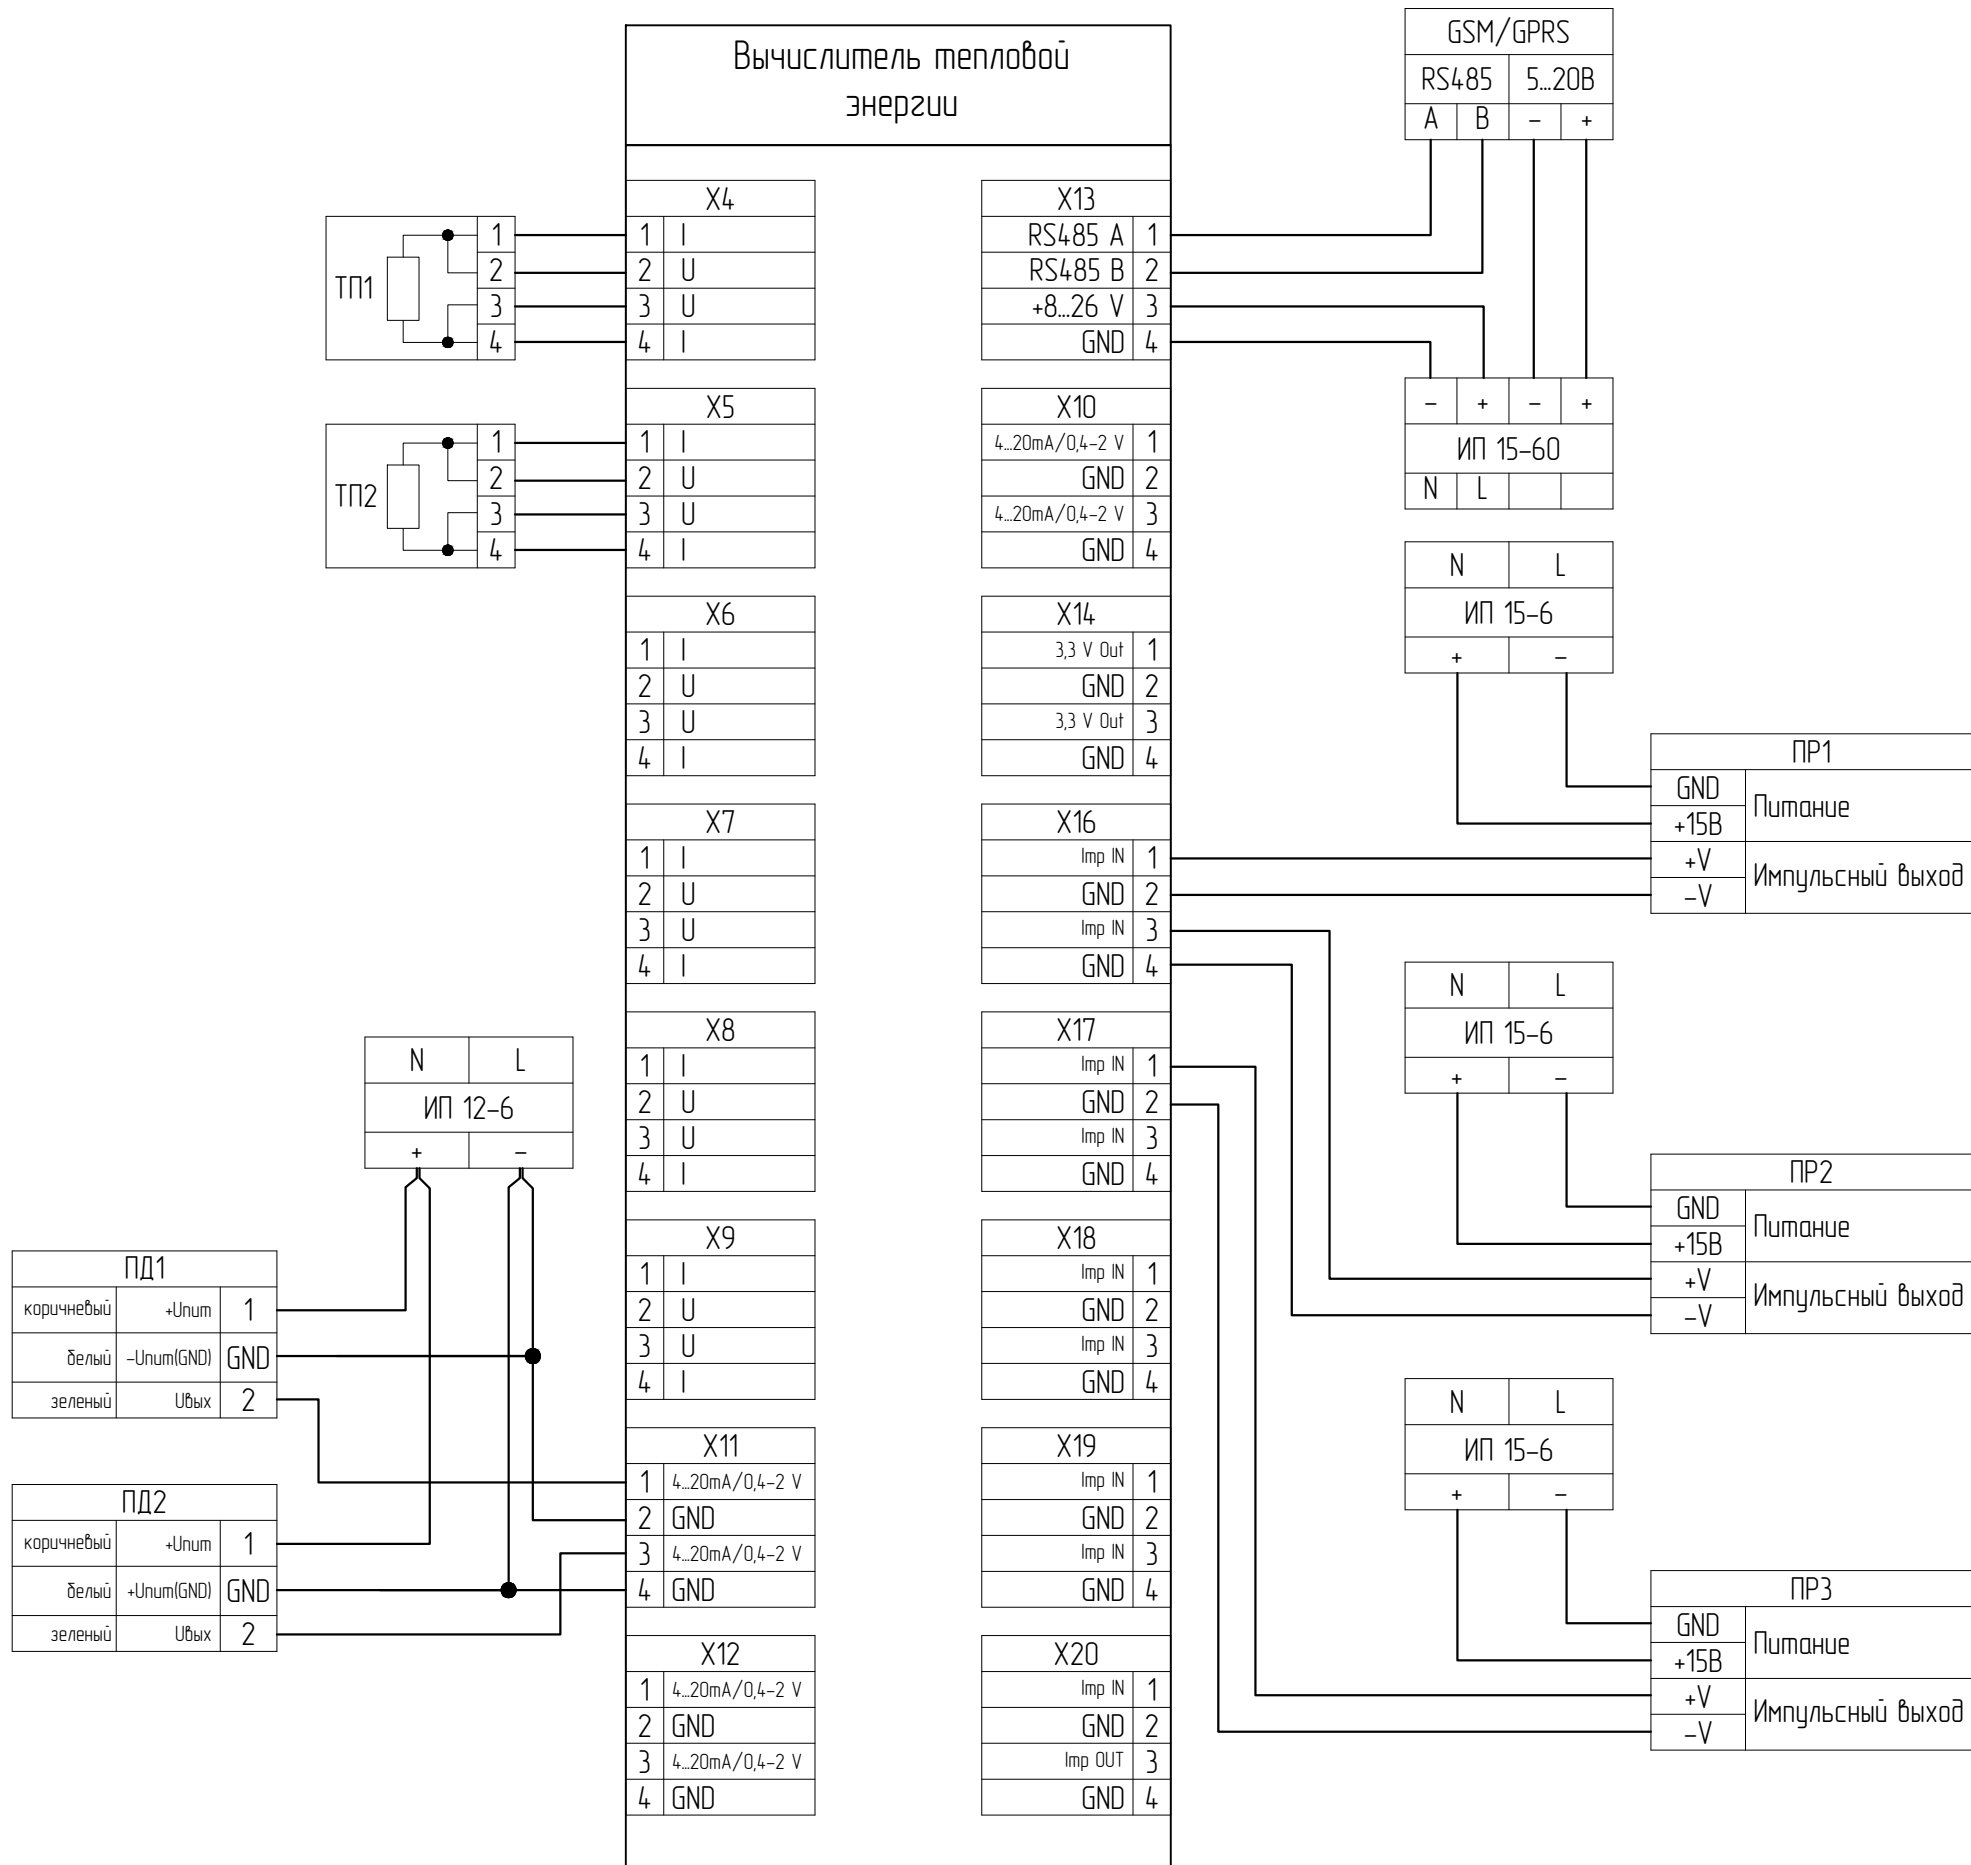 Вычислитель тепловой
энергии
GSM/GPRS
RS485 5...20В
A B – +
ТП1
1
2
3
4
X4
1 I
2 U
3 U
4 I
X13
RS485 A 1
RS485 B 2
+8...26 V 3
GND 4
ТП2
1
2
3
4
X5
1 I
2 U
3 U
4 I
X10
4...20mA/0,4–2 V 1
GND 2
4...20mA/0,4–2 V 3
GND 4
– + – +
ИП 15–60
N L
X6
1 I
2 U
3 U
4 I
X14
3,3 V Out 1
GND 2
3,3 V Out 3
GND 4
N L
ИП 15–6
+ –
X7
1 I
2 U
3 U
4 I
X16
Imp IN 1
GND 2
Imp IN 3
GND 4
ПР1
GND
+15В
Питание
+V
–V
Импульсный выход
N L
ИП 12–6
+ –
X8
1 I
2 U
3 U
4 I
X17
Imp IN 1
GND 2
Imp IN 3
GND 4
N L
ИП 15–6
+ –
ПР2
GND
+15В
Питание
+V
–V
Импульсный выход
ПД1
коричневый +Uпит 1
белый –Uпит(GND) GND
зеленый Uвых 2
X9
1 I
2 U
3 U
4 I
X18
Imp IN 1
GND 2
Imp IN 3
GND 4
N L
ИП 15–6
+ –
ПД2
коричневый +Uпит 1
белый +Uпит(GND) GND
зеленый Uвых 2
X11
1 4...20mA/0,4–2 V
2 GND
3 4...20mA/0,4–2 V
4 GND
X19
Imp IN 1
GND 2
Imp IN 3
GND 4
ПР3
GND
+15В
Питание
+V
–V
Импульсный выход
X12
1 4...20mA/0,4–2 V
2 GND
3 4...20mA/0,4–2 V
4 GND
X20
Imp IN 1
GND 2
Imp OUT 3
GND 4